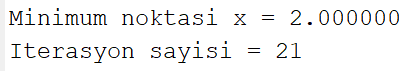 Minimum noktasi x = 2.000000
Iterasyon sayisi = 21